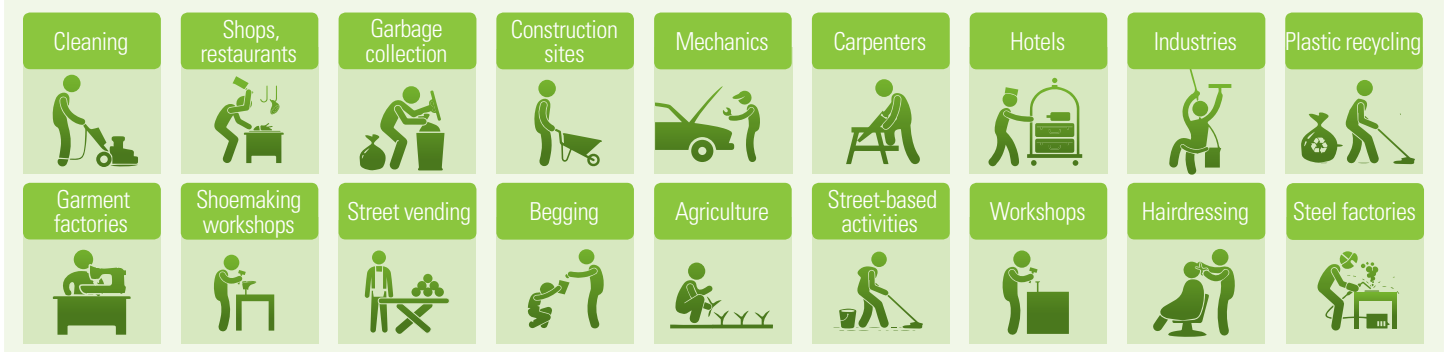 Cleaning
Shops,
restaurants
Garbage
collection
Construction
sites
Mechanics
Carpenters
Hotels
Industries
Plastic recycling
Garment
factories
Shoemaking
workshops
Street vending
Begging
Agriculture
Street-based
activities
Workshops
Hairdressing
Steel factories